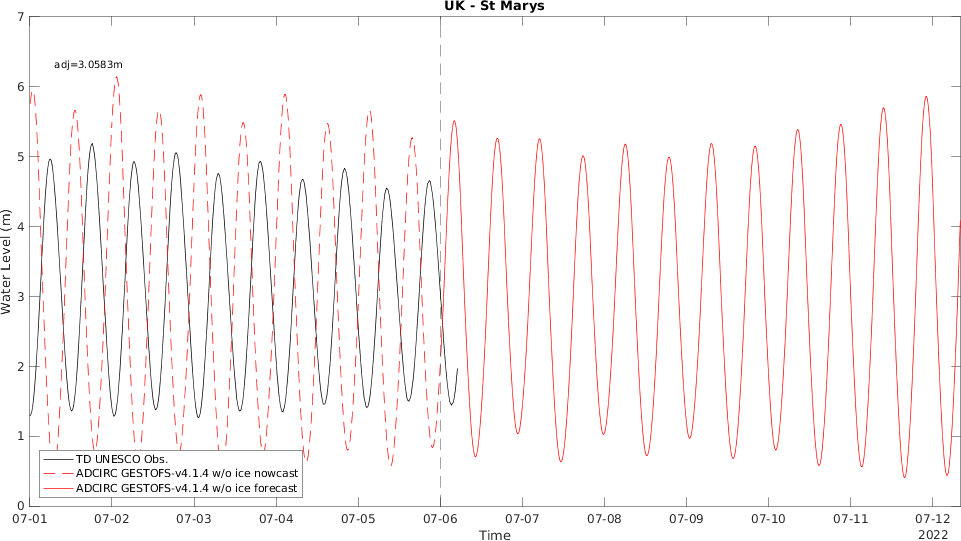 UK - St Marys
adj=3.0583m
Water Level (m)
7
6
5
4
3
2
1
0
TD UNESCO Obs.
ADCIRC GESTOFS-v4.1.4 w/o ice nowcast
ADCIRC GESTOFS-v4.1.4 w/o ice forecast
07-01 07-02 07-03 07-04 07-05 07-06 07-07 07-08 07-09 07-10 07-11 07-12
Time
2022